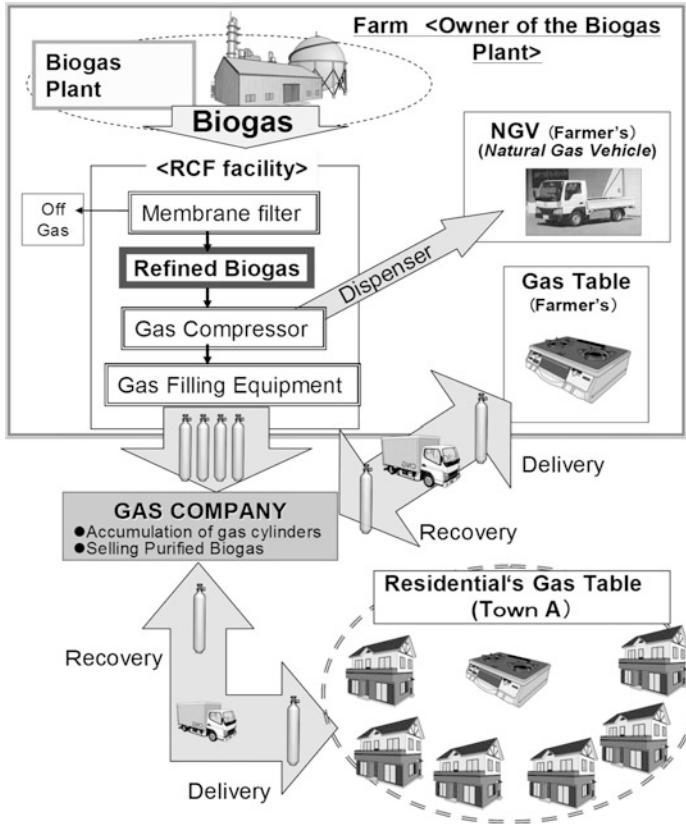 Farm <Owner of the Biogas
Plant>
Biogas
Plant
Biogas
<RCF facility>
Off
Gas
Membrane filter
Refined Biogas
Gas Compressor
Gas Filling Equipment
Dispenser
NGV (Farmer's)
(Natural Gas Vehicle)
Gas Table
(Farmer's)
Delivery
Recovery
GAS COMPANY
●Accumulation of gas cylinders
●Selling Purified Biogas
Residential's Gas Table
(Town A)
Recovery
Delivery